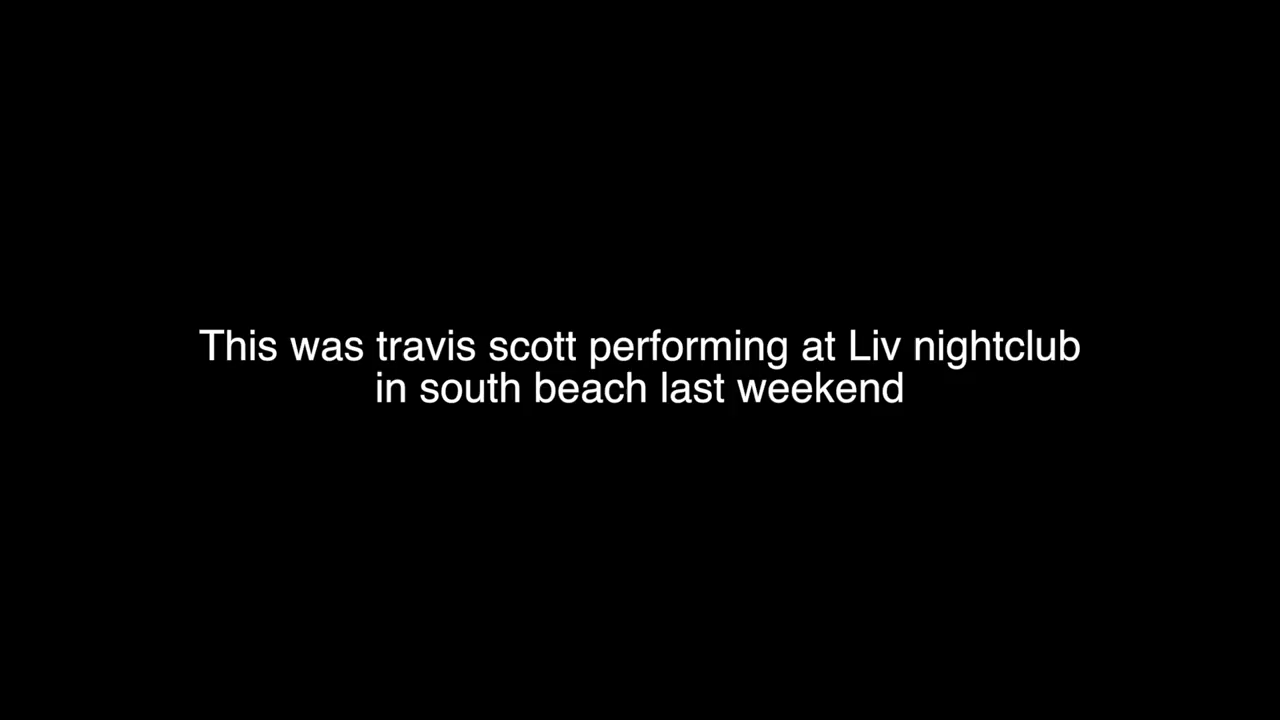 This was travis scott performing at Liv nightclub
in south beach last weekend